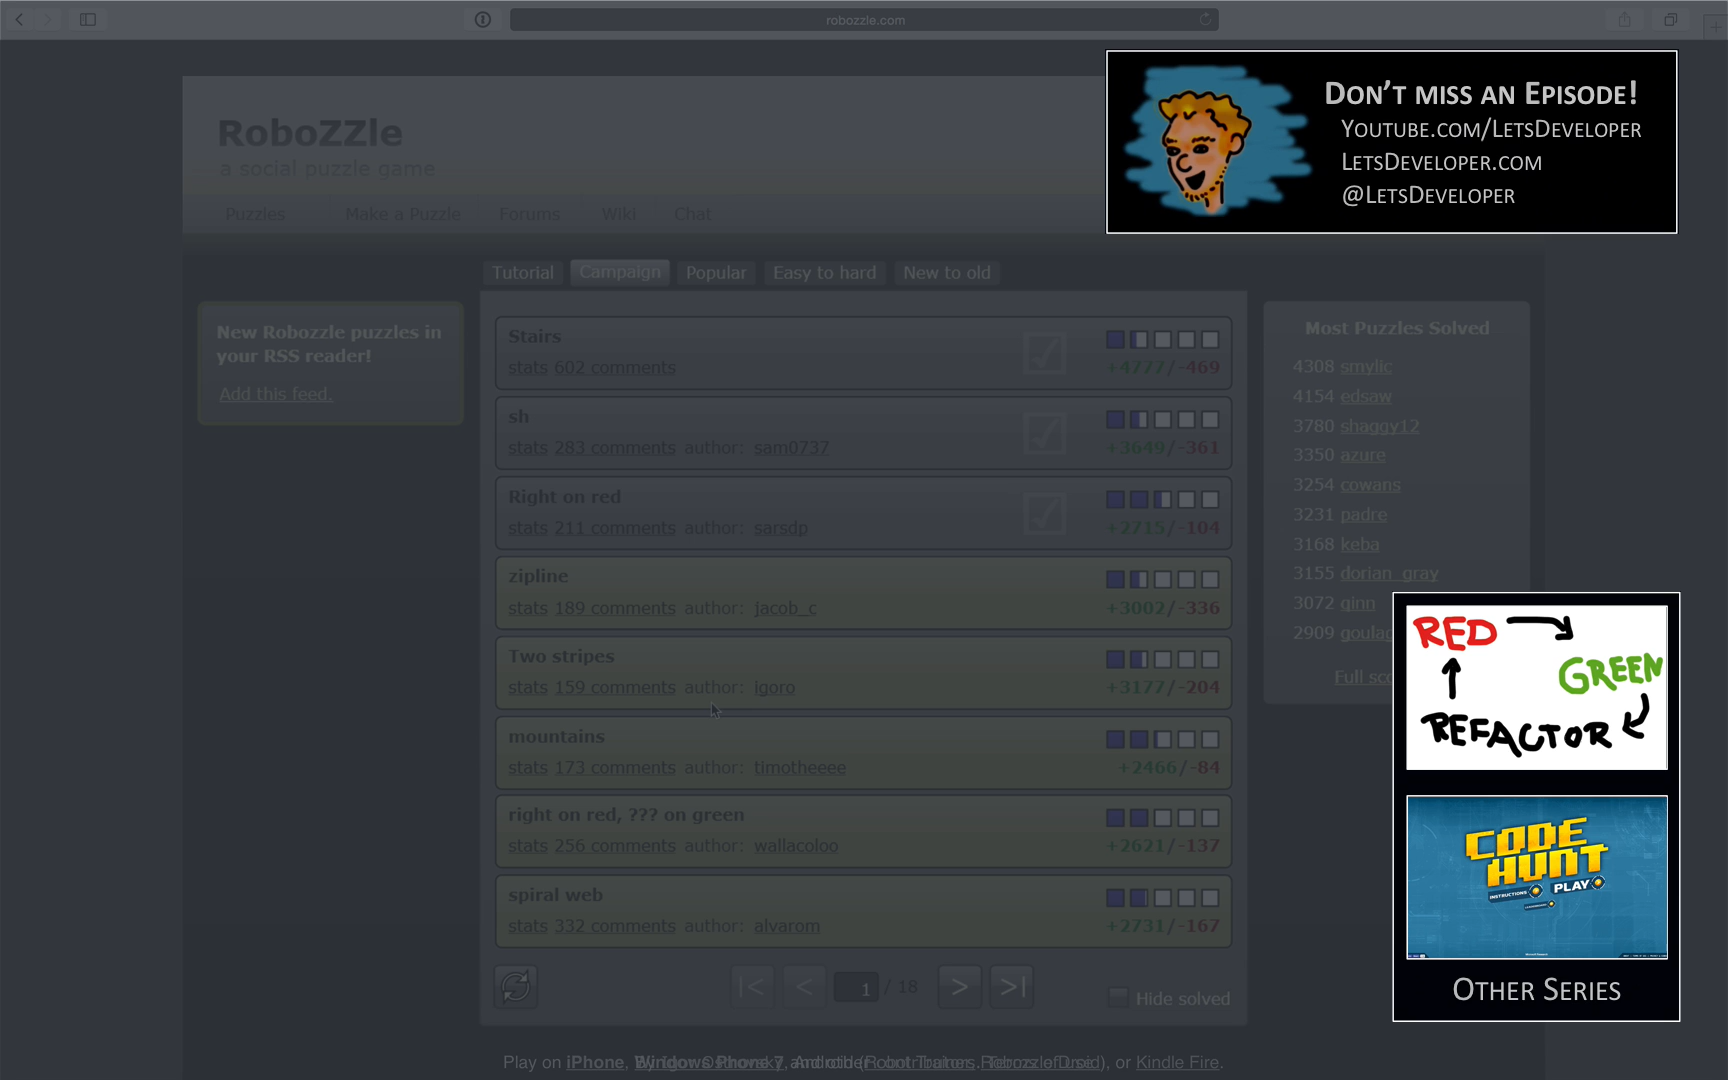 robozzle.com
DON'T MISS AN EPISODE!
YOUTUBE.COM/LETSDEVELOPER
LETSDEVELOPER.COM
@LETSDEVELOPER
RoboZZle
a social puzzle game
Puzzles Make a Puzzle Forums Wiki Chat
Tutorial Campaign Popular Easy to hard New to old
New Robozzle puzzles in
your RSS reader!
Add this feed.
Stairs
stats 602 comments
+4777/-469
sh
stats 283 comments author: sam0737
+3649/-361
Right on red
stats 211 comments author: sarsdp
+2715/-104
zipline
stats 189 comments author: jacob_c
+3002/-336
Two stripes
stats 159 comments author: igoro
+3177/-204
mountains
stats 173 comments author: timotheeee
+2466/-84
right on red, ??? on green
stats 256 comments author: wallacoloo
+2621/-137
spiral web
stats 332 comments author: alvarom
+2731/-167
1 / 18
Hide solved
Most Puzzles Solved
4308 smylic
4154 edsaw
3780 shaggy12
3350 azure
3254 cowans
3231 padre
3168 keba
3155 dorian_gray
3072 ginn
2909
Full
RED
GREEN
REFACTOR
CODE
HUNT
INSTRUCTIONS PLAY
OTHER SERIES
Play on iPhone, Windows Phone 7, or Kindle Fire.